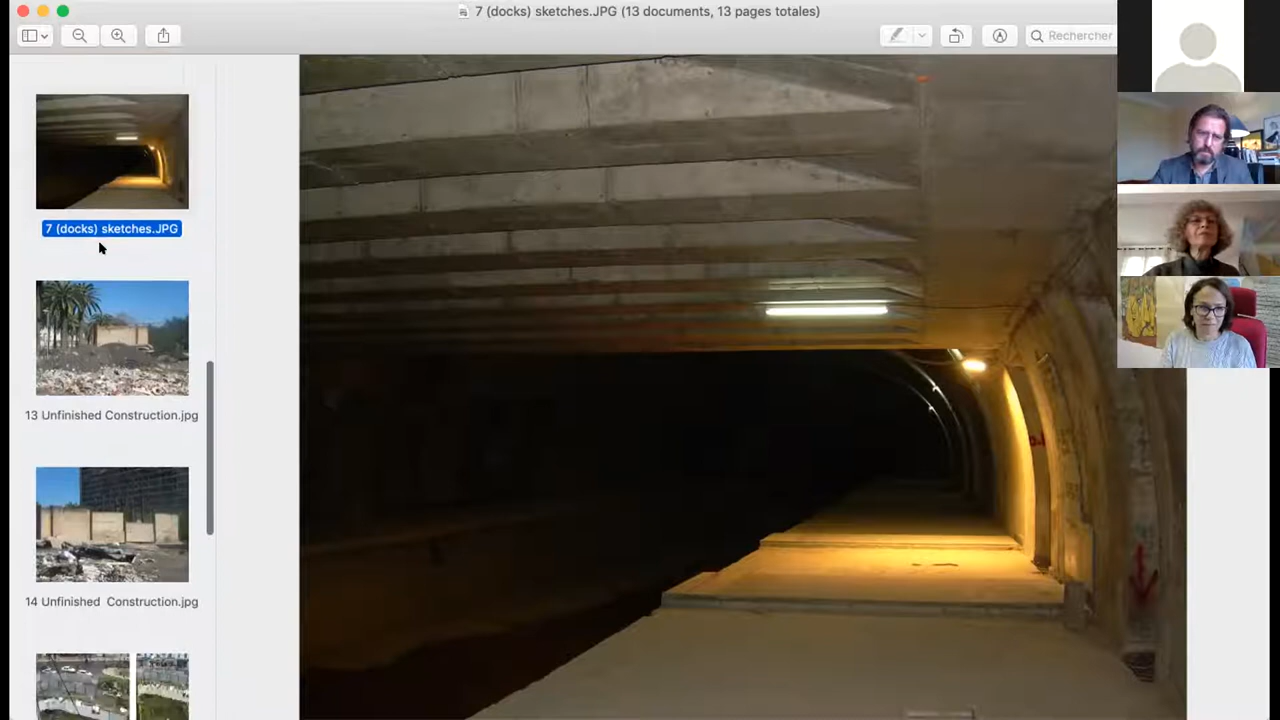 7 (docks) sketches.JPG (13 documents, 13 pages totales)
Rechercher
7 (docks) sketches.JPG
13 Unfinished Construction.jpg
14 Unfinished Construction.jpg